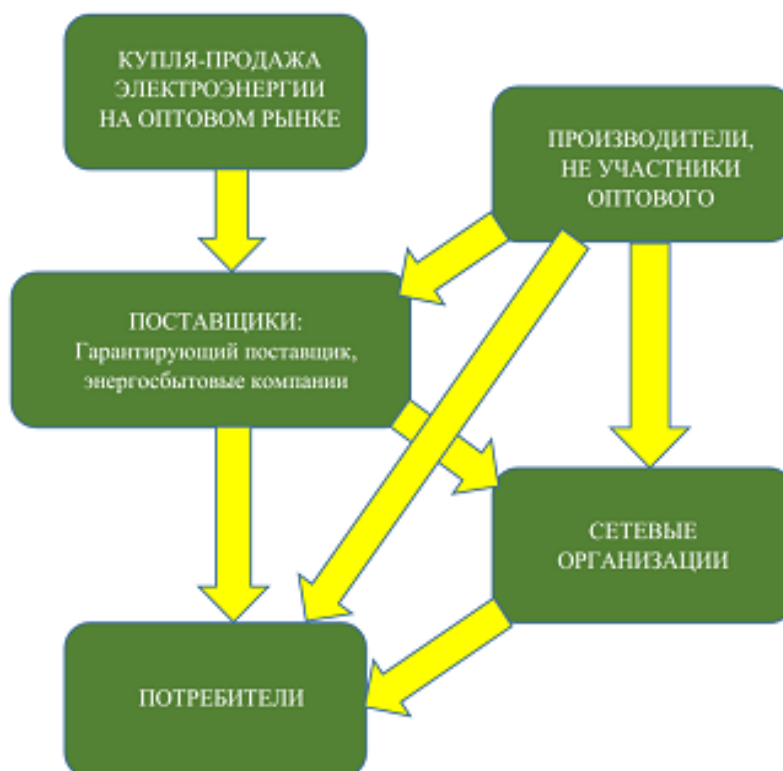 КУПЛЯ-ПРОДАЖА
ЭЛЕКТРОЭНЕРГИИ
НА ОПТОВОМ РЫНКЕ
ПРОИЗВОДИТЕЛИ,
НЕ УЧАСТНИКИ
ОПТОВОГО
ПОСТАВЩИКИ:
Гарантирующий поставщик,
энергосбытовые компании
СЕТЕВЫЕ
ОРГАНИЗАЦИИ
ПОТРЕБИТЕЛИ